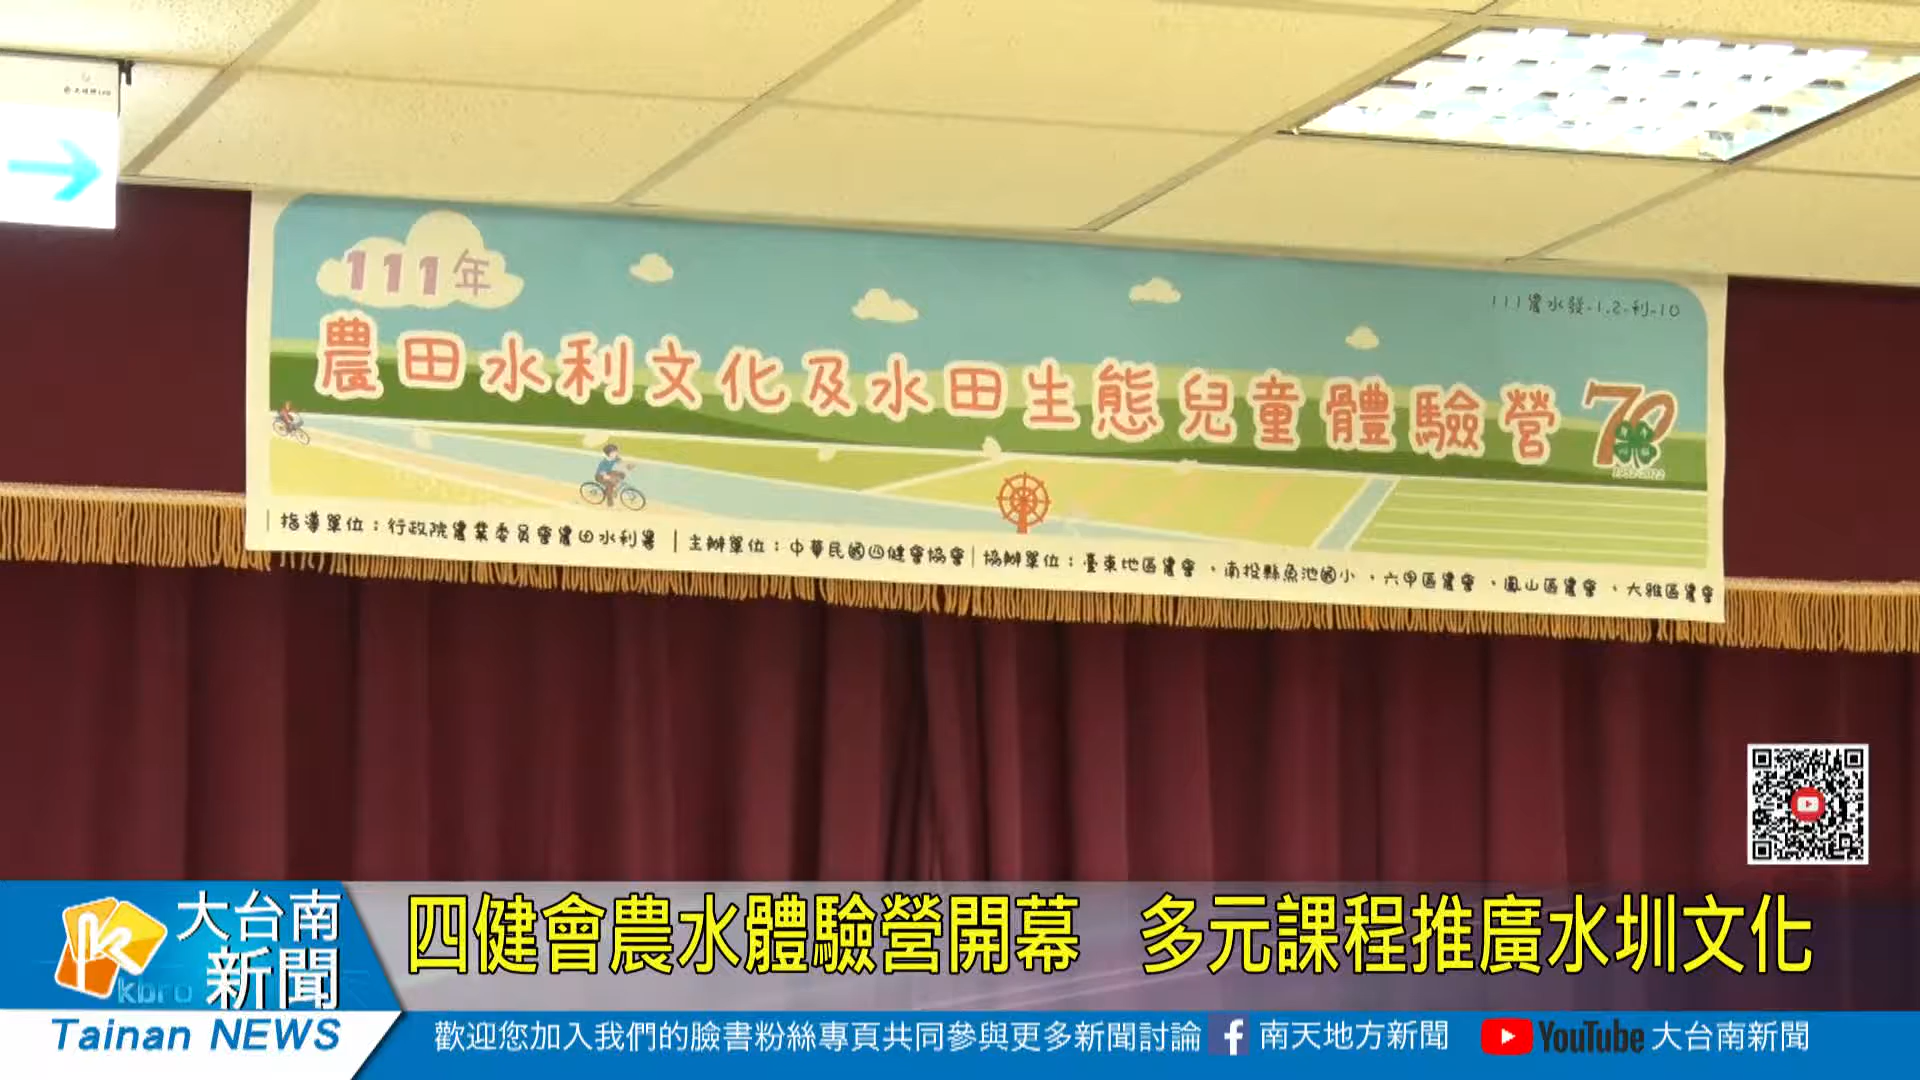 111年
111農水發-1.2-利-10
農田水利文化及水田生態兒童體驗營
70
1952-2022
指導單位：行政院農業委員會農田水利署 | 主辦單位：中華民國四健會協會 | 協辦單位：臺東地區農會、南投縣魚池國小、六甲區農會、鳳山區農會、大雅區農會
大台南
新聞
kbro
Tainan NEWS
四健會農水體驗營開幕 多元課程推廣水圳文化
歡迎您加入我們的臉書粉絲專頁共同參與更多新聞討論 南天地方新聞 YouTube 大台南新聞